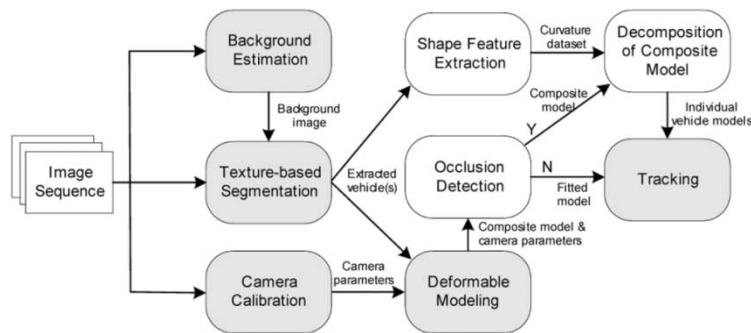 Background
Estimation
Shape Feature
Extraction
Curvature
dataset
Decomposition
of Composite
Model
Background
image
Composite
model
Individual
vehicle models
Y
Image
Sequence
Texture-based
Segmentation
Extracted
vehicle(s)
Occlusion
Detection
N
Fitted
model
Tracking
Composite model &
camera parameters
Camera
Calibration
Camera
parameters
Deformable
Modeling